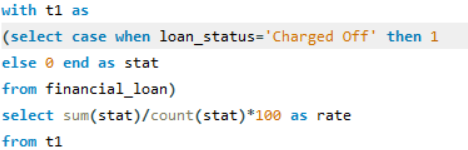 with t1 as
(select case when loan_status='Charged Off' then 1
else 0 end as stat
from financial_loan)
select sum(stat)/count(stat)*100 as rate
from t1